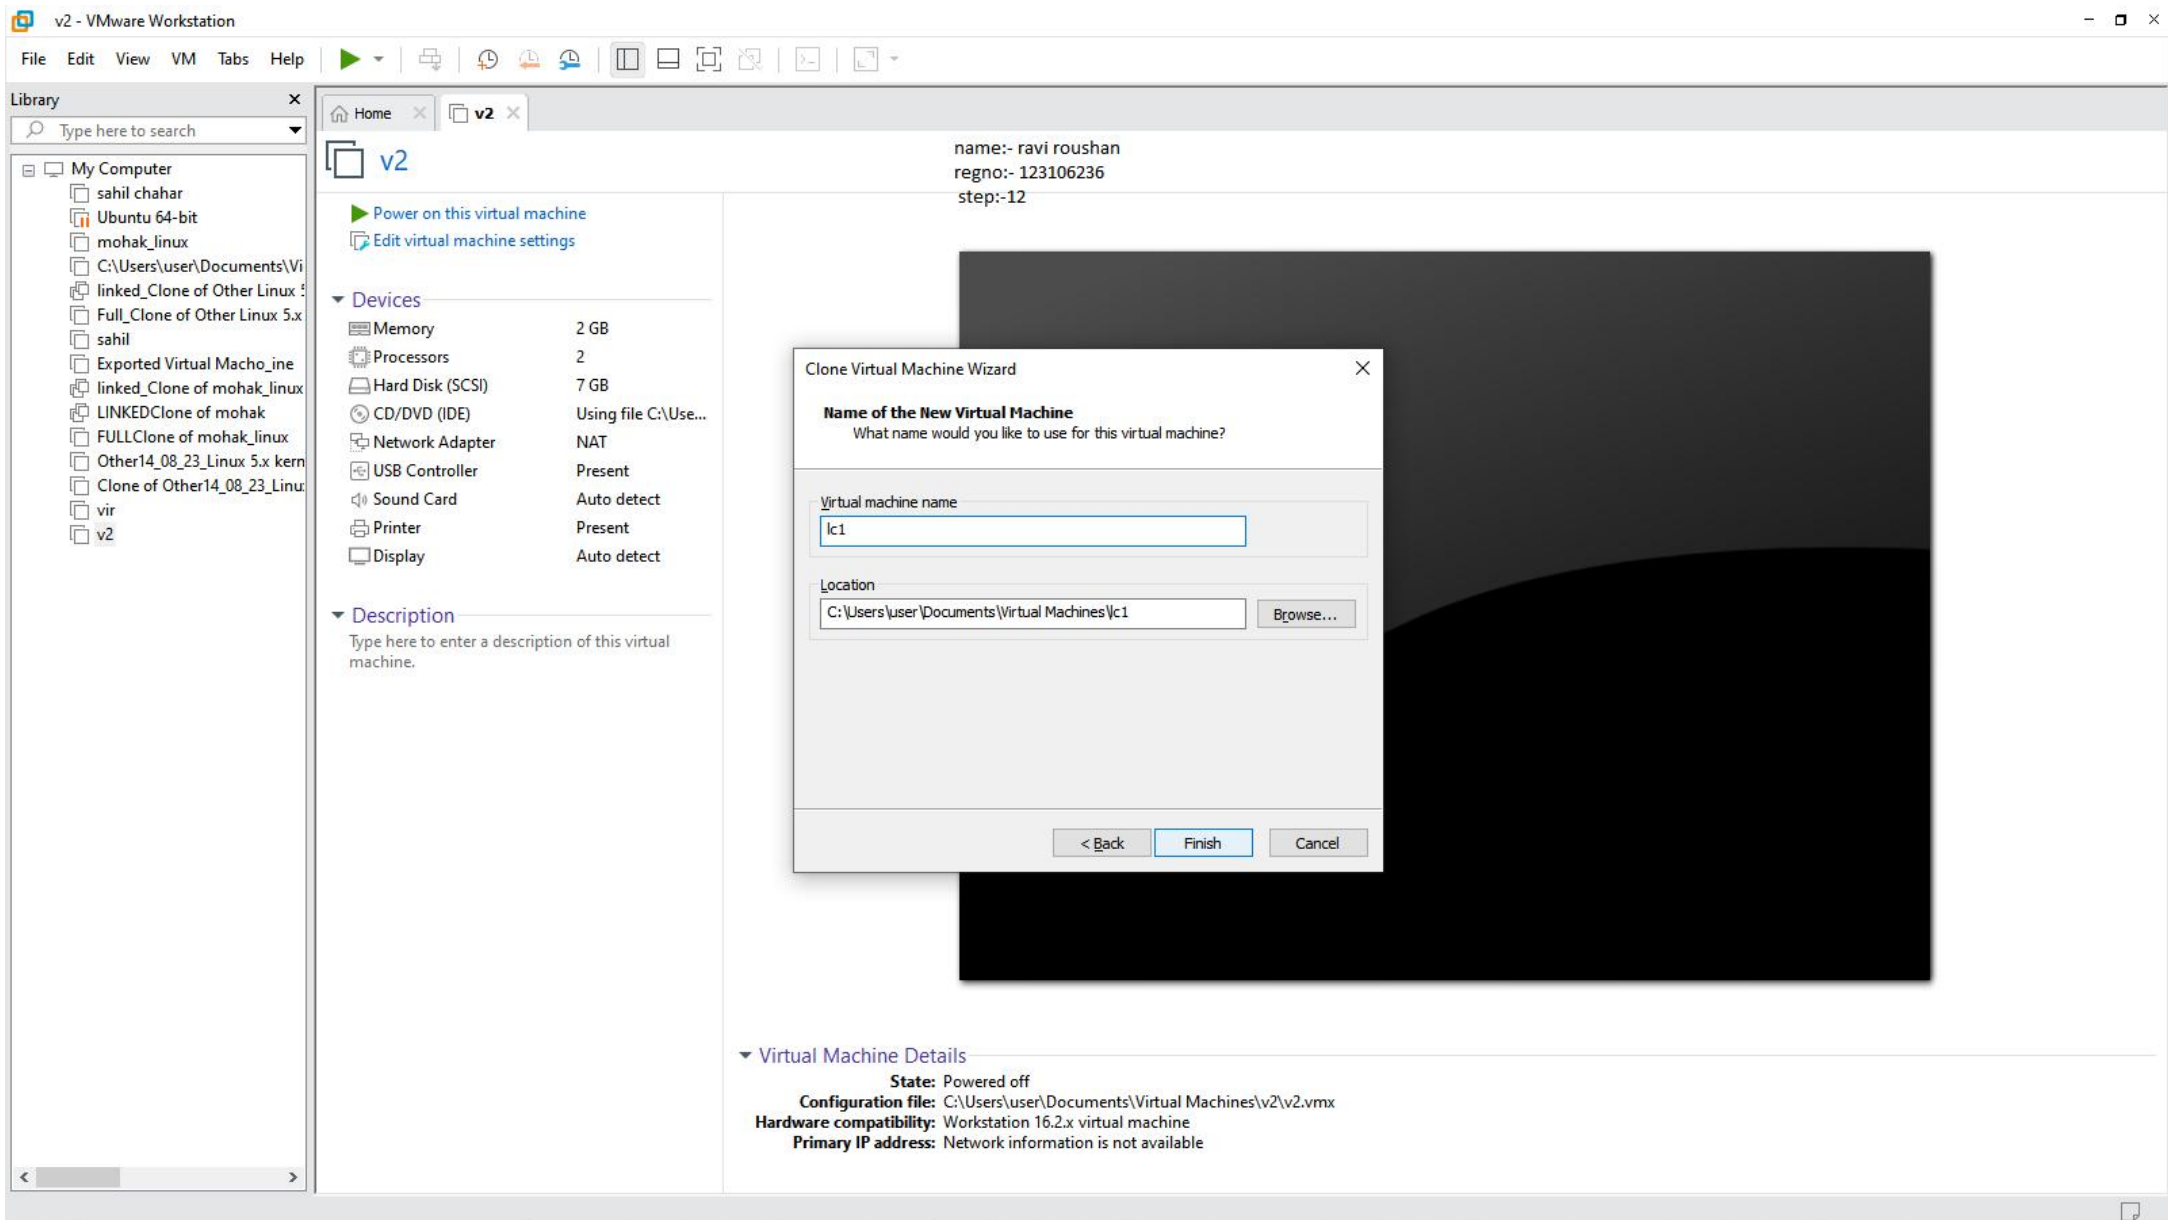 v2 - VMware Workstation
File Edit View VM Tabs Help
Library
Type here to search
My Computer
sahil chahar
Ubuntu 64-bit
mohak_linux
C:\Users\user\Documents\Vi
linked_Clone of Other Linux 5
Full_Clone of Other Linux 5.x
sahil
Exported Virtual Macho_ine
linked_Clone of mohak_linux
LINKEDClone of mohak
FULLClone of mohak_linux
Other14_08_23_Linux 5.x kern
Clone of Other14_08_23_Linu
vir
v2
Home
v2
v2
name:- ravi roushan
regno:- 123106236
step:-12
Power on this virtual machine
Edit virtual machine settings
Devices
Memory 2 GB
Processors 2
Hard Disk (SCSI) 7 GB
CD/DVD (IDE) Using file C:\Use...
Network Adapter NAT
USB Controller Present
Sound Card Auto detect
Printer Present
Display Auto detect
Description
Type here to enter a description of this virtual
machine.
Clone Virtual Machine Wizard
Name of the New Virtual Machine
What name would you like to use for this virtual machine?
Virtual machine name
lc1
Location
C:\Users\user\Documents\Virtual Machines\lc1
Browse...
< Back Finish Cancel
Virtual Machine Details
State: Powered off
Configuration file: C:\Users\user\Documents\Virtual Machines\v2\v2.vmx
Hardware compatibility: Workstation 16.2.x virtual machine
Primary IP address: Network information is not available